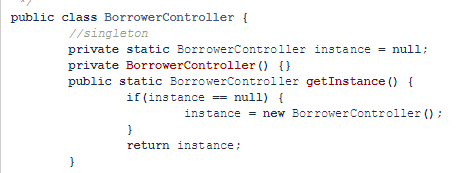 */
public class BorrowerController {
//singleton
private static BorrowerController instance = null;
private BorrowerController() {}
public static BorrowerController getInstance() {
if(instance == null) {
instance = new BorrowerController();
}
return instance;
}